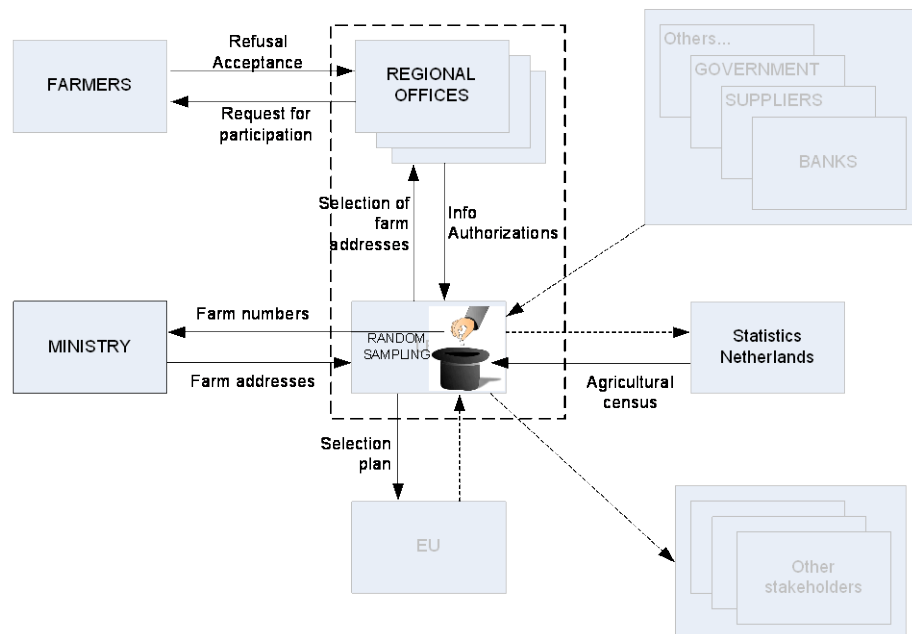 Refusal
Acceptance
FARMERS
REGIONAL
OFFICES
Request for
participation
Others...
GOVERNMENT
SUPPLIERS
BANKS
Selection of
farm
addresses
Info
Authorizations
Farm numbers
MINISTRY
RANDOM
SAMPLING
Farm addresses
Statistics
Netherlands
Agricultural
census
Selection
plan
EU
Other
stakeholders